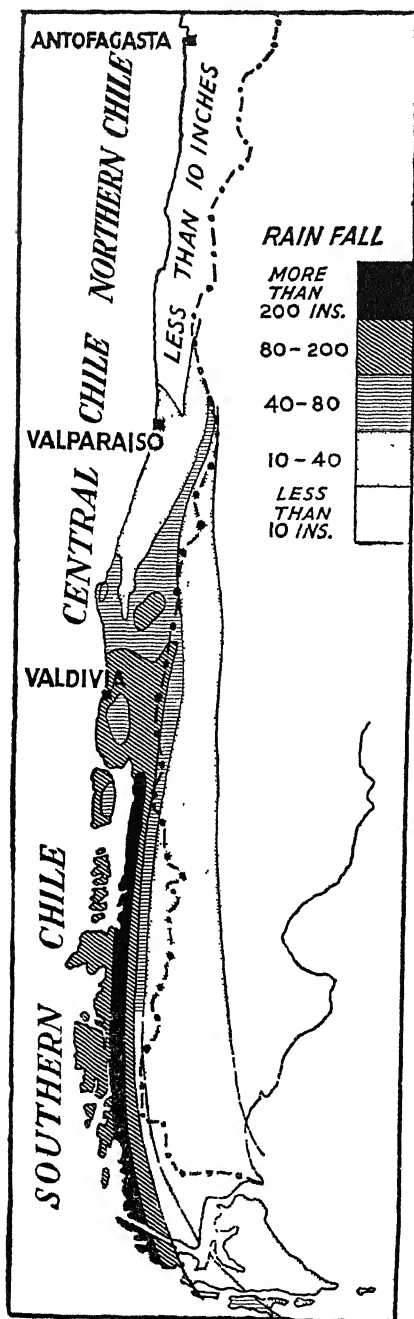 ANTOFAGASTA
NORTHERN CHILE
LESS THAN 10 INCHES
RAIN FALL
MORE
THAN
200 INS.
80-200
40-80
10-40
LESS
THAN
10 INS.
VALPARAISO
CENTRAL CHILE
VALDIVIA
SOUTHERN CHILE